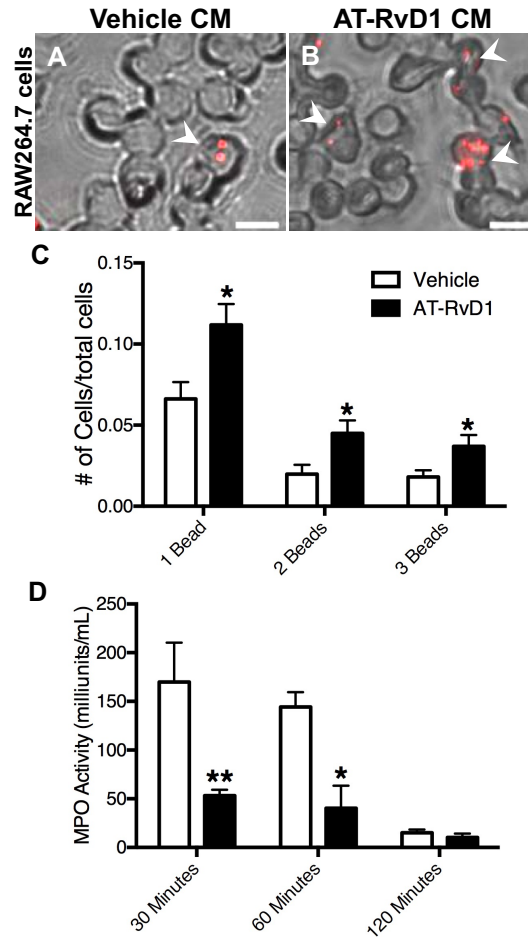 Vehicle CM
AT-RvD1 CM
RAW264.7 cells
A
B
C
# of Cells/total cells
0.15
0.10
0.05
0.00
Vehicle
AT-RvD1
*
*
*
1 Bead
2 Beads
3 Beads
D
MPO Activity (milliunits/mL)
250
200
150
100
50
0
**
*
30 Minutes
60 Minutes
120 Minutes